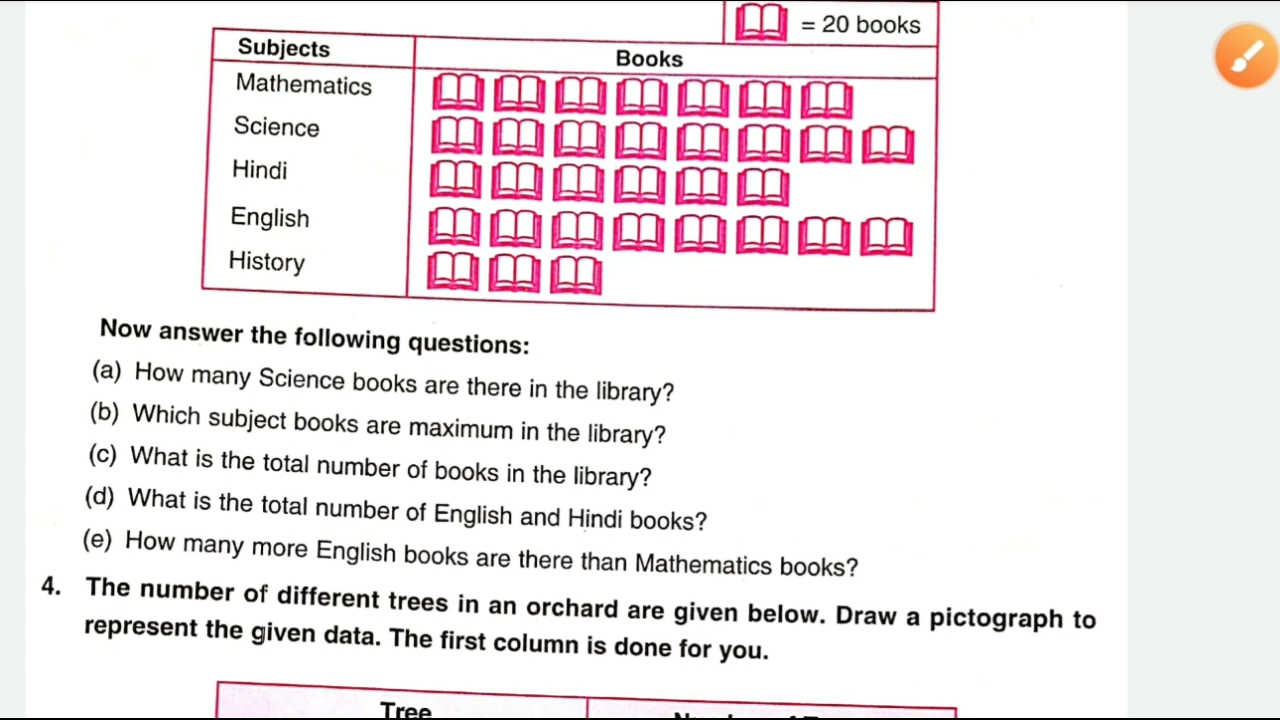 = 20 books
Subjects
Books
Mathematics
Science
Hindi
English
History
Now answer the following questions:
(a) How many Science books are there in the library?
(b) Which subject books are maximum in the library?
(c) What is the total number of books in the library?
(d) What is the total number of English and Hindi books?
(e) How many more English books are there than Mathematics books?
4. The number of different trees in an orchard are given below. Draw a pictograph to
represent the given data. The first column is done for you.
Tree